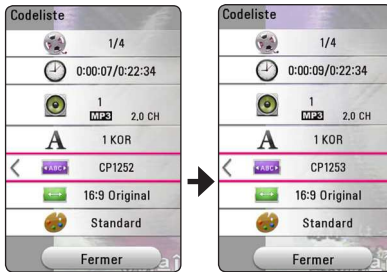 Codeliste
1/4
0:00:07/0:22:34
1
MP3 2,0 CH
A 1 KOR
ABC CP1252
16:9 Original
Standard
Fermer
Codeliste
1/4
0:00:09/0:22:34
1
MP3 2,0 CH
A 1 KOR
ABC CP1253
16:9 Original
Standard
Fermer